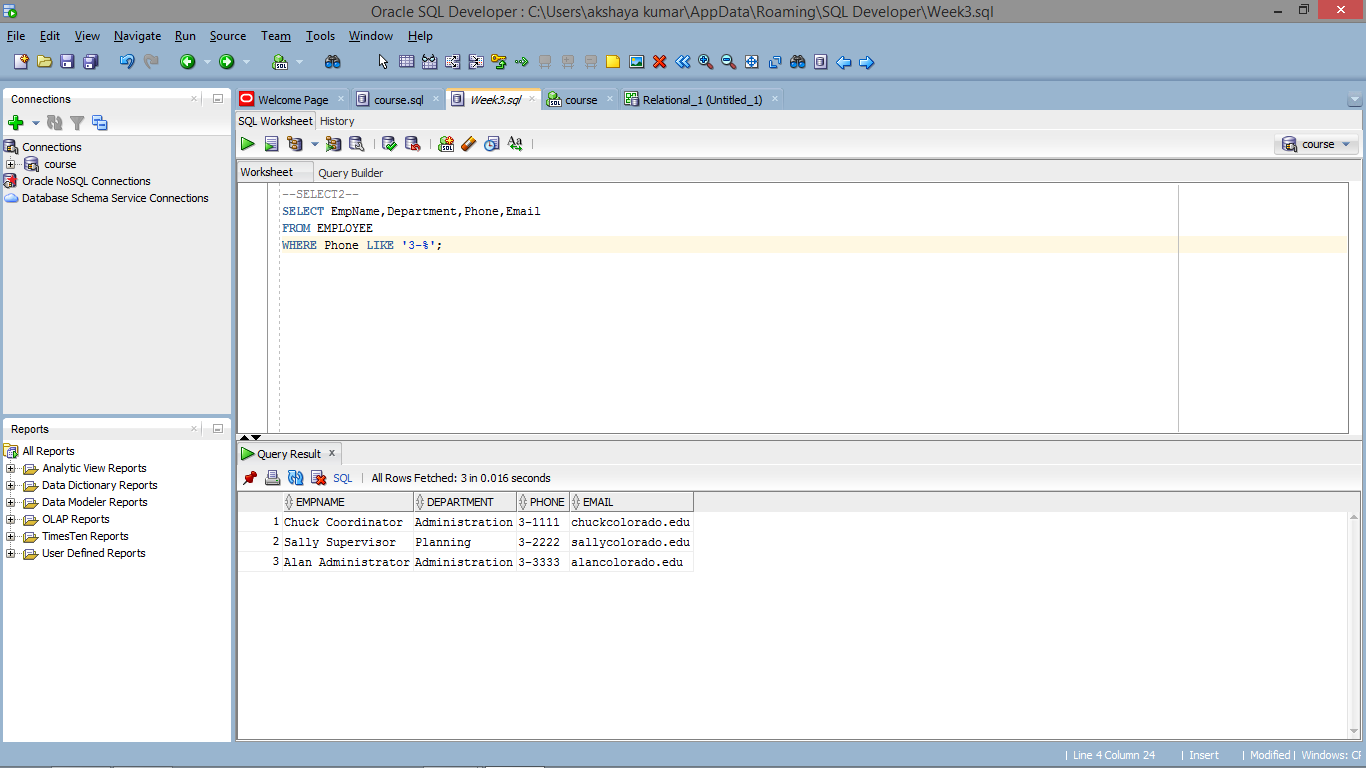 Oracle SQL Developer : C:\Users\akshaya kumar\AppData\Roaming\SQL Developer\Week3.sql
File Edit View Navigate Run Source Team Tools Window Help
Connections
Connections
course
Oracle NoSQL Connections
Database Schema Service Connections
Reports
All Reports
Analytic View Reports
Data Dictionary Reports
Data Modeler Reports
OLAP Reports
TimesTen Reports
User Defined Reports
Welcome Page course.sql Week3.sql course Relational_1 (Untitled_1)
SQL Worksheet History
course
Worksheet Query Builder
--SELECT2--
SELECT EmpName,Department,Phone,Email
FROM EMPLOYEE
WHERE Phone LIKE '3-%';
Query Result
SQL | All Rows Fetched: 3 in 0.016 seconds
EMPNAME DEPARTMENT PHONE EMAIL
1 Chuck Coordinator Administration 3-1111 chuckcolorado.edu
2 Sally Supervisor Planning 3-2222 sallycolorado.edu
3 Alan Administrator Administration 3-3333 alancolorado.edu
| Line 4 Column 24 | Insert | Modified | Windows: CF